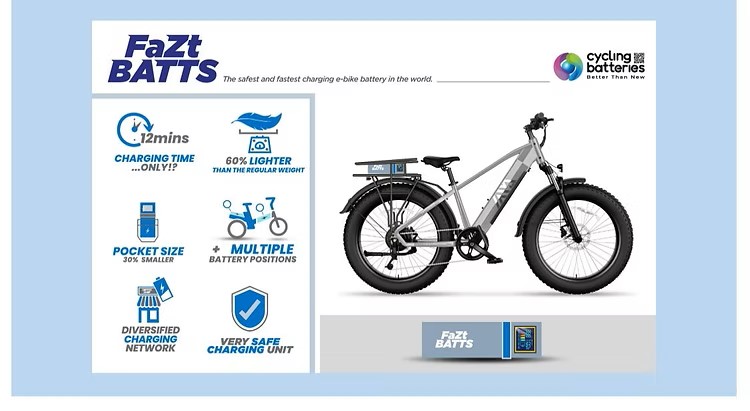 FaZt
BATTS
The safest and fastest charging e-bike battery in the world.
cycling
batteries
Better Than New
12mins
CHARGING TIME
...ONLY!?
60% LIGHTER
THAN THE REGULAR WEIGHT
POCKET SIZE
30% SMALLER
+ MULTIPLE
BATTERY POSITIONS
DIVERSIFIED
CHARGING
NETWORK
VERY SAFE
CHARGING UNIT
FaZt
BATTS
FaZt
BATTS